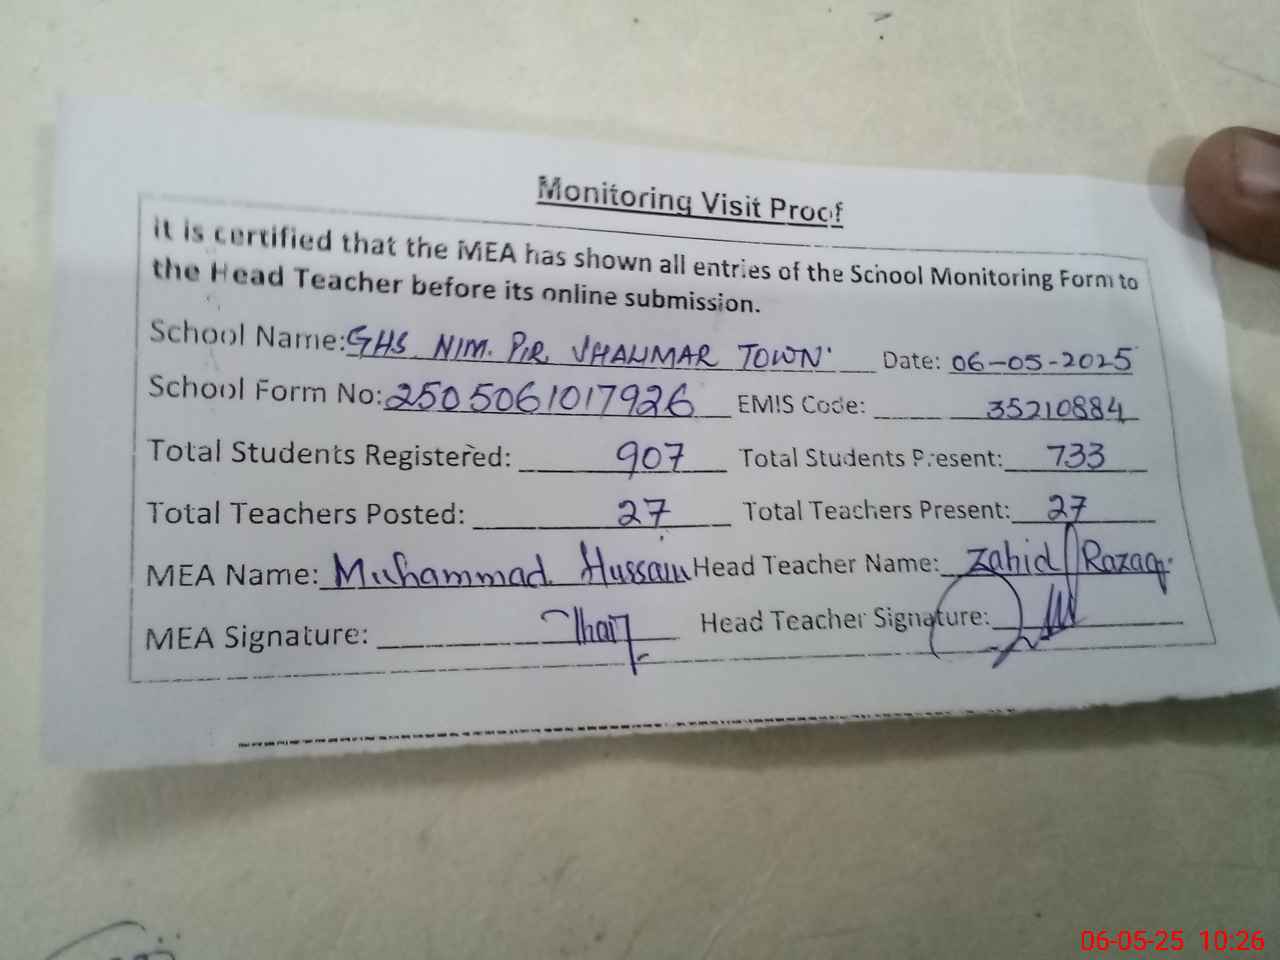 Monitoring Visit Proof
it is certified that the MEA has shown all entries of the School Monitoring Form to
the Head Teacher before its online submission.
School Name: GHS NIM. PIR, SHALIMAR TOWN. Date: 06-05-2025
School Form No: 2505061017926 EMIS Code: 35210884
Total Students Registered: 907 Total Students Present: 733
Total Teachers Posted: 27 Total Teachers Present: 27
MEA Name: Muhammad Hussain Head Teacher Name: Zahid Razaq.
MEA Signature: Head Teacher Signature:
06-05-25 10:26